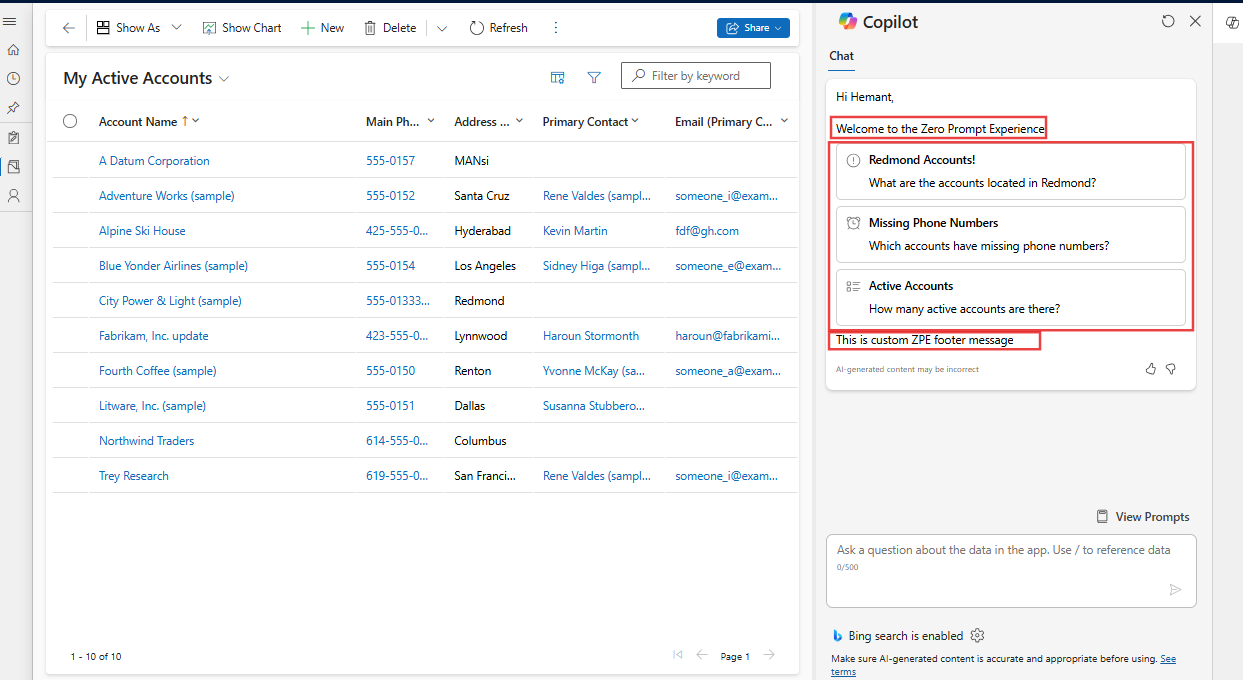 Show As
Show Chart
New
Delete
Refresh
Share
My Active Accounts
Filter by keyword
Account Name ↑ Main Ph... Address ... Primary Contact Email (Primary C...
A Datum Corporation 555-0157 MANsi
Adventure Works (sample) 555-0152 Santa Cruz Rene Valdes (sampl... someone_i@exam...
Alpine Ski House 425-555-0... Hyderabad Kevin Martin fdf@gh.com
Blue Yonder Airlines (sample) 555-0154 Los Angeles Sidney Higa (sampl... someone_e@exam...
City Power & Light (sample) 555-01333... Redmond
Fabrikam, Inc. update 423-555-0... Lynnwood Haroun Stormonth haroun@fabrikami...
Fourth Coffee (sample) 555-0150 Renton Yvonne McKay (sa... someone_a@exam...
Litware, Inc. (sample) 555-0151 Dallas Susanna Stubbero...
Northwind Traders 614-555-0... Columbus
Trey Research 619-555-0... San Franci... Rene Valdes (sampl... someone_i@exam...
1 - 10 of 10
Page 1
Copilot
Chat
Hi Hemant,
Welcome to the Zero Prompt Experience
Redmond Accounts!
What are the accounts located in Redmond?
Missing Phone Numbers
Which accounts have missing phone numbers?
Active Accounts
How many active accounts are there?
This is custom ZPE footer message
AI-generated content may be incorrect
View Prompts
Ask a question about the data in the app. Use / to reference data
0/500
Bing search is enabled
Make sure AI-generated content is accurate and appropriate before using. See
terms